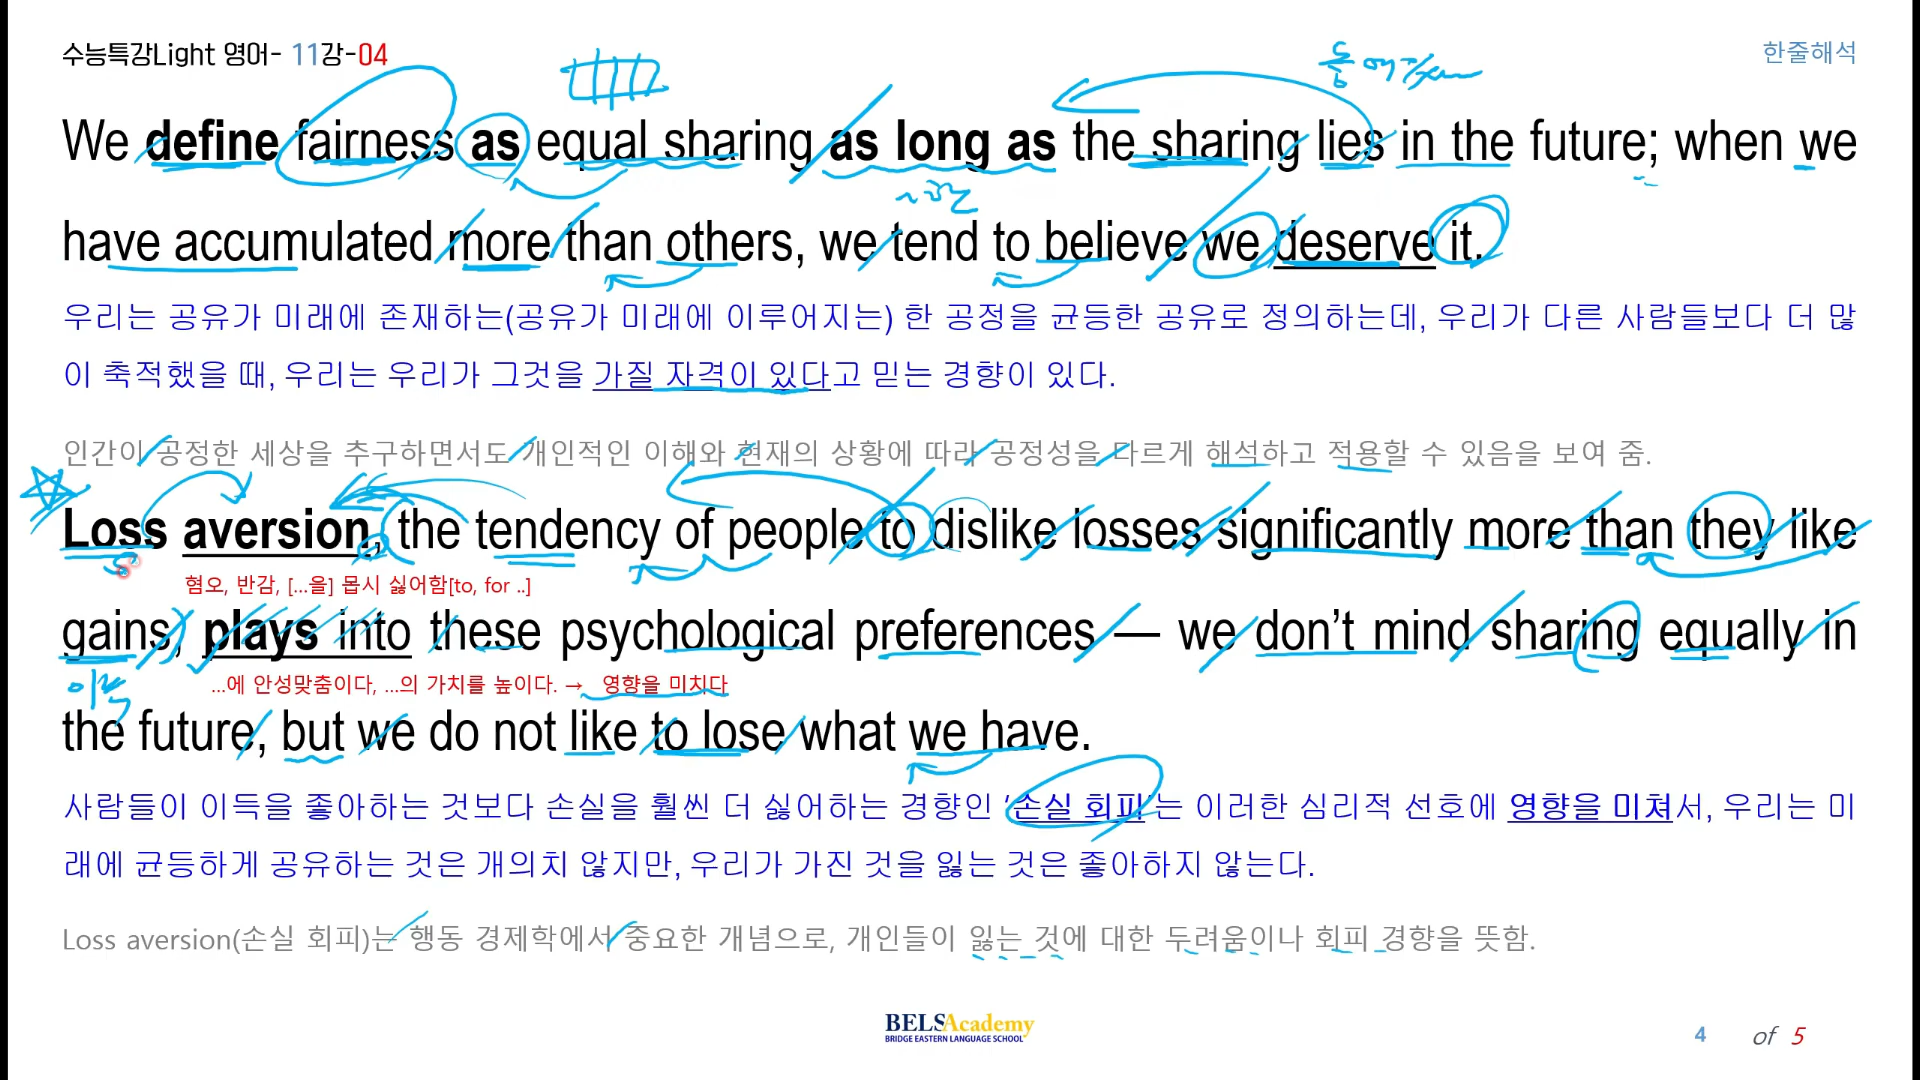 수능특강Light 영어- 11강-04
한줄해석
We define fairness as equal sharing as long as the sharing lies in the future; when we
have accumulated more than others, we tend to believe we deserve it.
우리는 공유가 미래에 존재하는(공유가 미래에 이루어지는) 한 공정을 균등한 공유로 정의하는데, 우리가 다른 사람들보다 더 많
이 축적했을 때, 우리는 우리가 그것을 가질 자격이 있다고 믿는 경향이 있다.
인간이 공정한 세상을 추구하면서도 개인적인 이해와 현재의 상황에 따라 공정성을 다르게 해석하고 적용할 수 있음을 보여 줌.
Loss aversion, the tendency of people to dislike losses significantly more than they like
혐오, 반감, [...을] 몹시 싫어함[to, for ..]
gains, plays into these psychological preferences — we don’t mind sharing equally in
이득
...에 안성맞춤이다, ...의 가치를 높이다. → 영향을 미치다
the future, but we do not like to lose what we have.
사람들이 이득을 좋아하는 것보다 손실을 훨씬 더 싫어하는 경향인 ‘손실 회피’는 이러한 심리적 선호에 영향을 미쳐서, 우리는 미
래에 균등하게 공유하는 것은 개의치 않지만, 우리가 가진 것을 잃는 것은 좋아하지 않는다.
Loss aversion(손실 회피)는 행동 경제학에서 중요한 개념으로, 개인들이 잃는 것에 대한 두려움이나 회피 경향을 뜻함.
BELSAcademy
BRIDGE EASTERN LANGUAGE SCHOOL
4 of 5